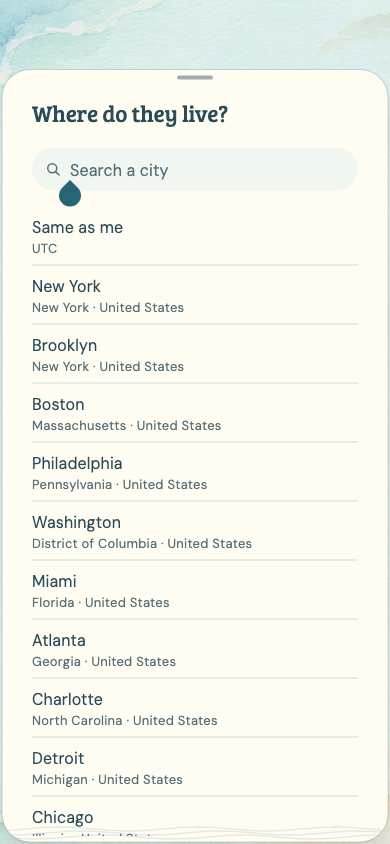 Where do they live?
Search a city
Same as me
UTC
New York
New York · United States
Brooklyn
New York · United States
Boston
Massachusetts · United States
Philadelphia
Pennsylvania · United States
Washington
District of Columbia · United States
Miami
Florida · United States
Atlanta
Georgia · United States
Charlotte
North Carolina · United States
Detroit
Michigan · United States
Chicago